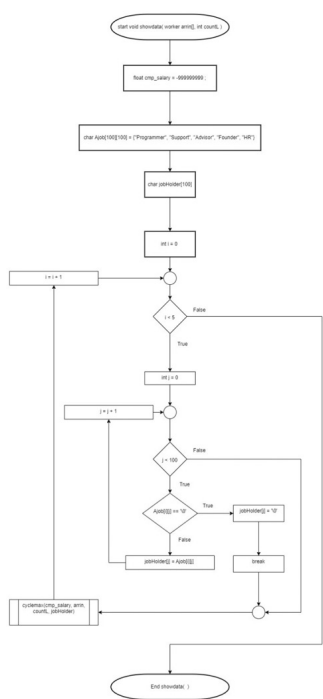 start void showdata( worker arrin[], int countL )
float cmp_salary = -999999999 ;
char Ajob[100][100] = {"Programmer", "Support", "Advisor", "Founder", "HR"}
char jobHolder[100]
int i = 0
i = i + 1
i < 5
False
True
int j = 0
j = j + 1
j < 100
False
True
Ajob[i][j] == '\0'
True
jobHolder[j] = '\0'
False
jobHolder[j] = Ajob[i][j]
break
cyclemax(cmp_salary, arrin,
countL, jobHolder)
End showdata( )